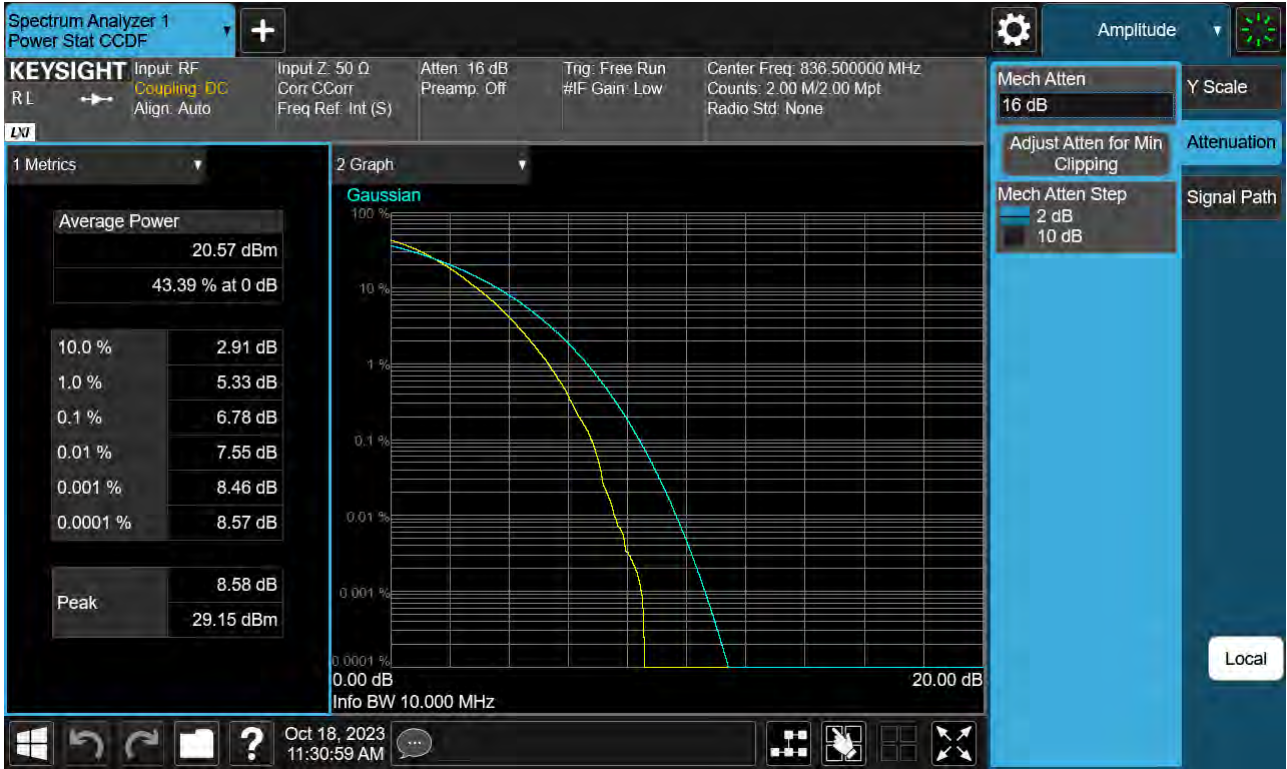 Spectrum Analyzer 1
Power Stat CCDF
+
Amplitude
KEYSIGHT
R L
LXI
Input: RF
Coupling: DC
Align: Auto
Input Z: 50 Ω
Corr CCorr
Freq Ref: Int (S)
Atten: 16 dB
Preamp: Off
Trig: Free Run
#IF Gain: Low
Center Freq: 836.500000 MHz
Counts: 2.00 M/2.00 Mpt
Radio Std: None
1 Metrics
Average Power
20.57 dBm
43.39 % at 0 dB
10.0 % 2.91 dB
1.0 % 5.33 dB
0.1 % 6.78 dB
0.01 % 7.55 dB
0.001 % 8.46 dB
0.0001 % 8.57 dB
Peak
8.58 dB
29.15 dBm
2 Graph
Gaussian
100 %
10 %
1 %
0.1 %
0.01 %
0.001 %
0.0001 %
0.00 dB 20.00 dB
Info BW 10.000 MHz
Mech Atten
16 dB
Adjust Atten for Min
Clipping
Mech Atten Step
2 dB
10 dB
Y Scale
Attenuation
Signal Path
Local
?
Oct 18, 2023
11:30:59 AM